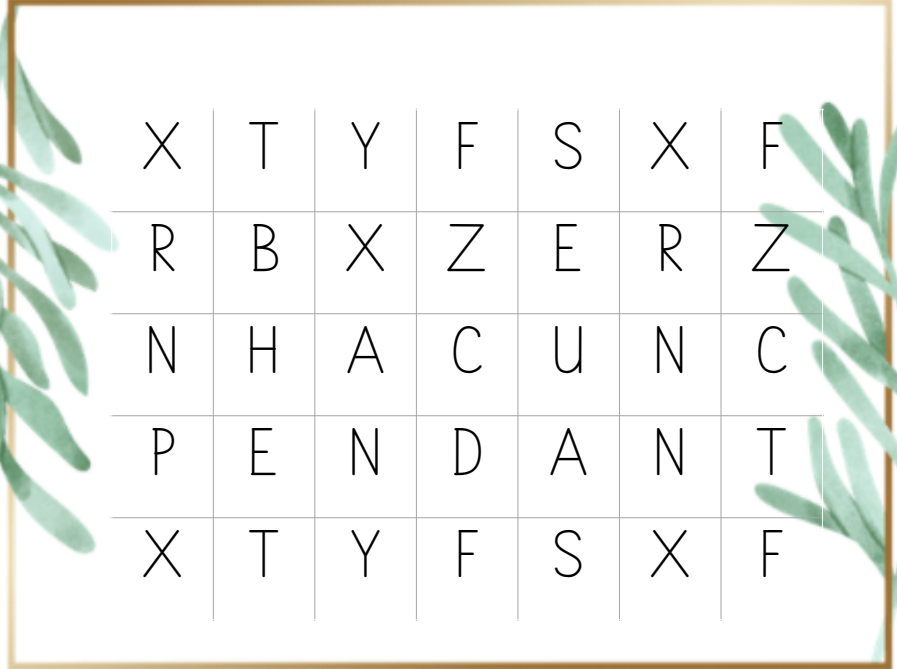 X T Y F S X F
R B X Z E R Z
N H A C U N C
P E N D A N T
X T Y F S X F